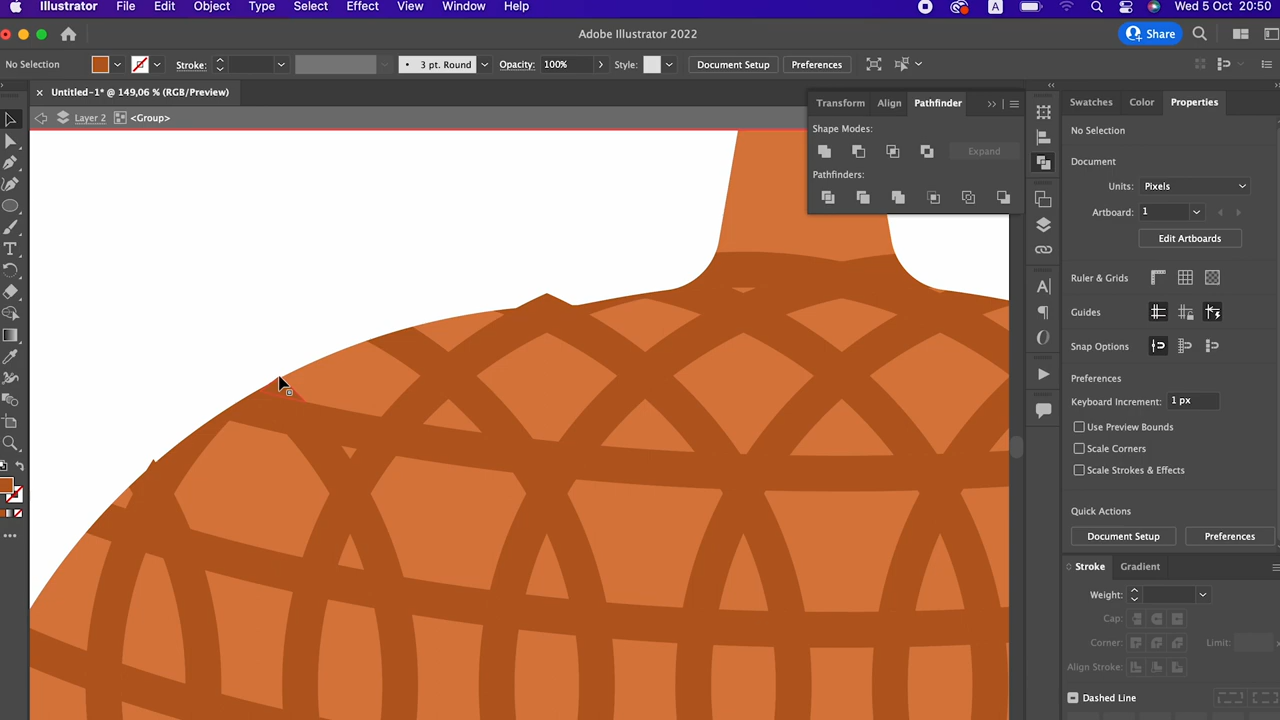 Illustrator File Edit Object Type Select Effect View Window Help A Wed 5 Oct 20:50
Adobe Illustrator 2022 Share
No Selection Stroke: 3 pt. Round Opacity: 100% Style: Document Setup Preferences
× Untitled-1* @ 149,06 % (RGB/Preview)
Layer 2 <Group>
Transform Align Pathfinder
Shape Modes:
Expand
Pathfinders:
Swatches Color Properties
No Selection
Document
Units: Pixels
Artboard: 1
Edit Artboards
Ruler & Grids
Guides
Snap Options
Preferences
Keyboard Increment: 1 px
Use Preview Bounds
Scale Corners
Scale Strokes & Effects
Quick Actions
Document Setup Preferences
Stroke Gradient
Weight:
Cap:
Corner: Limit:
Align Stroke:
Dashed Line